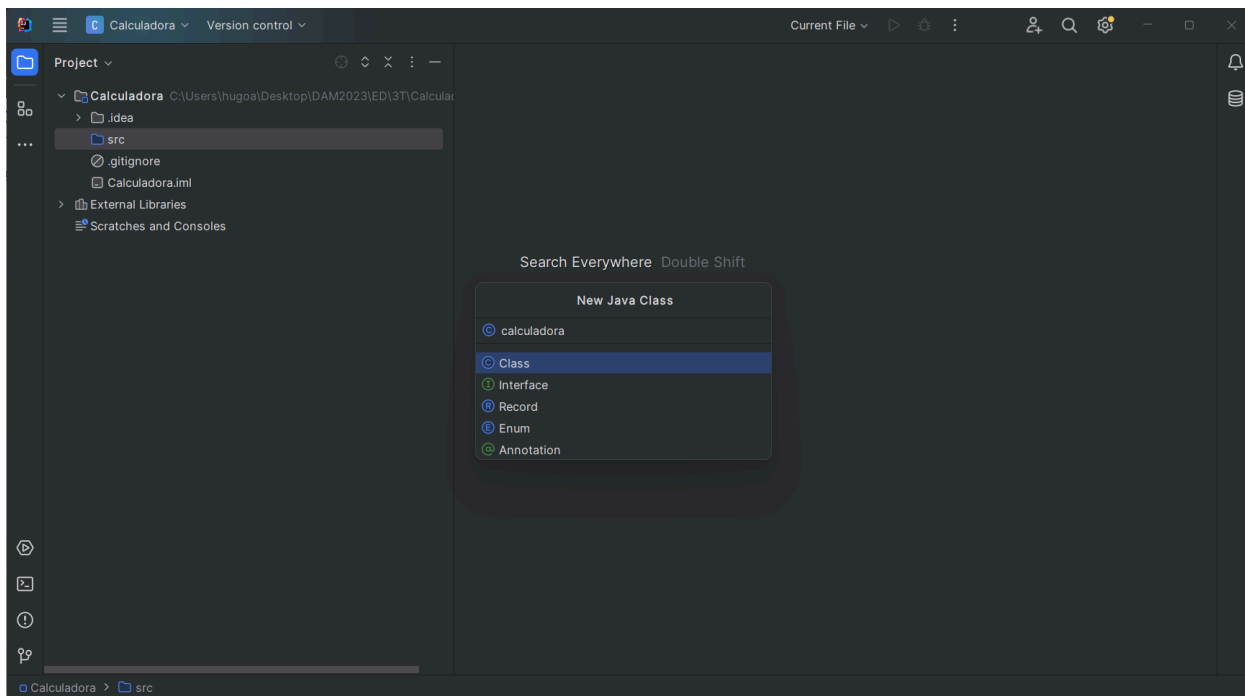 C Calculadora Version control Current File
Project
Calculadora C:\Users\hugoa\Desktop\DAM2023\ED\3T\Calculad
.idea
src
.gitignore
Calculadora.iml
External Libraries
Scratches and Consoles
Search Everywhere Double Shift
New Java Class
C calculadora
C Class
I Interface
R Record
E Enum
@ Annotation
Calculadora > src